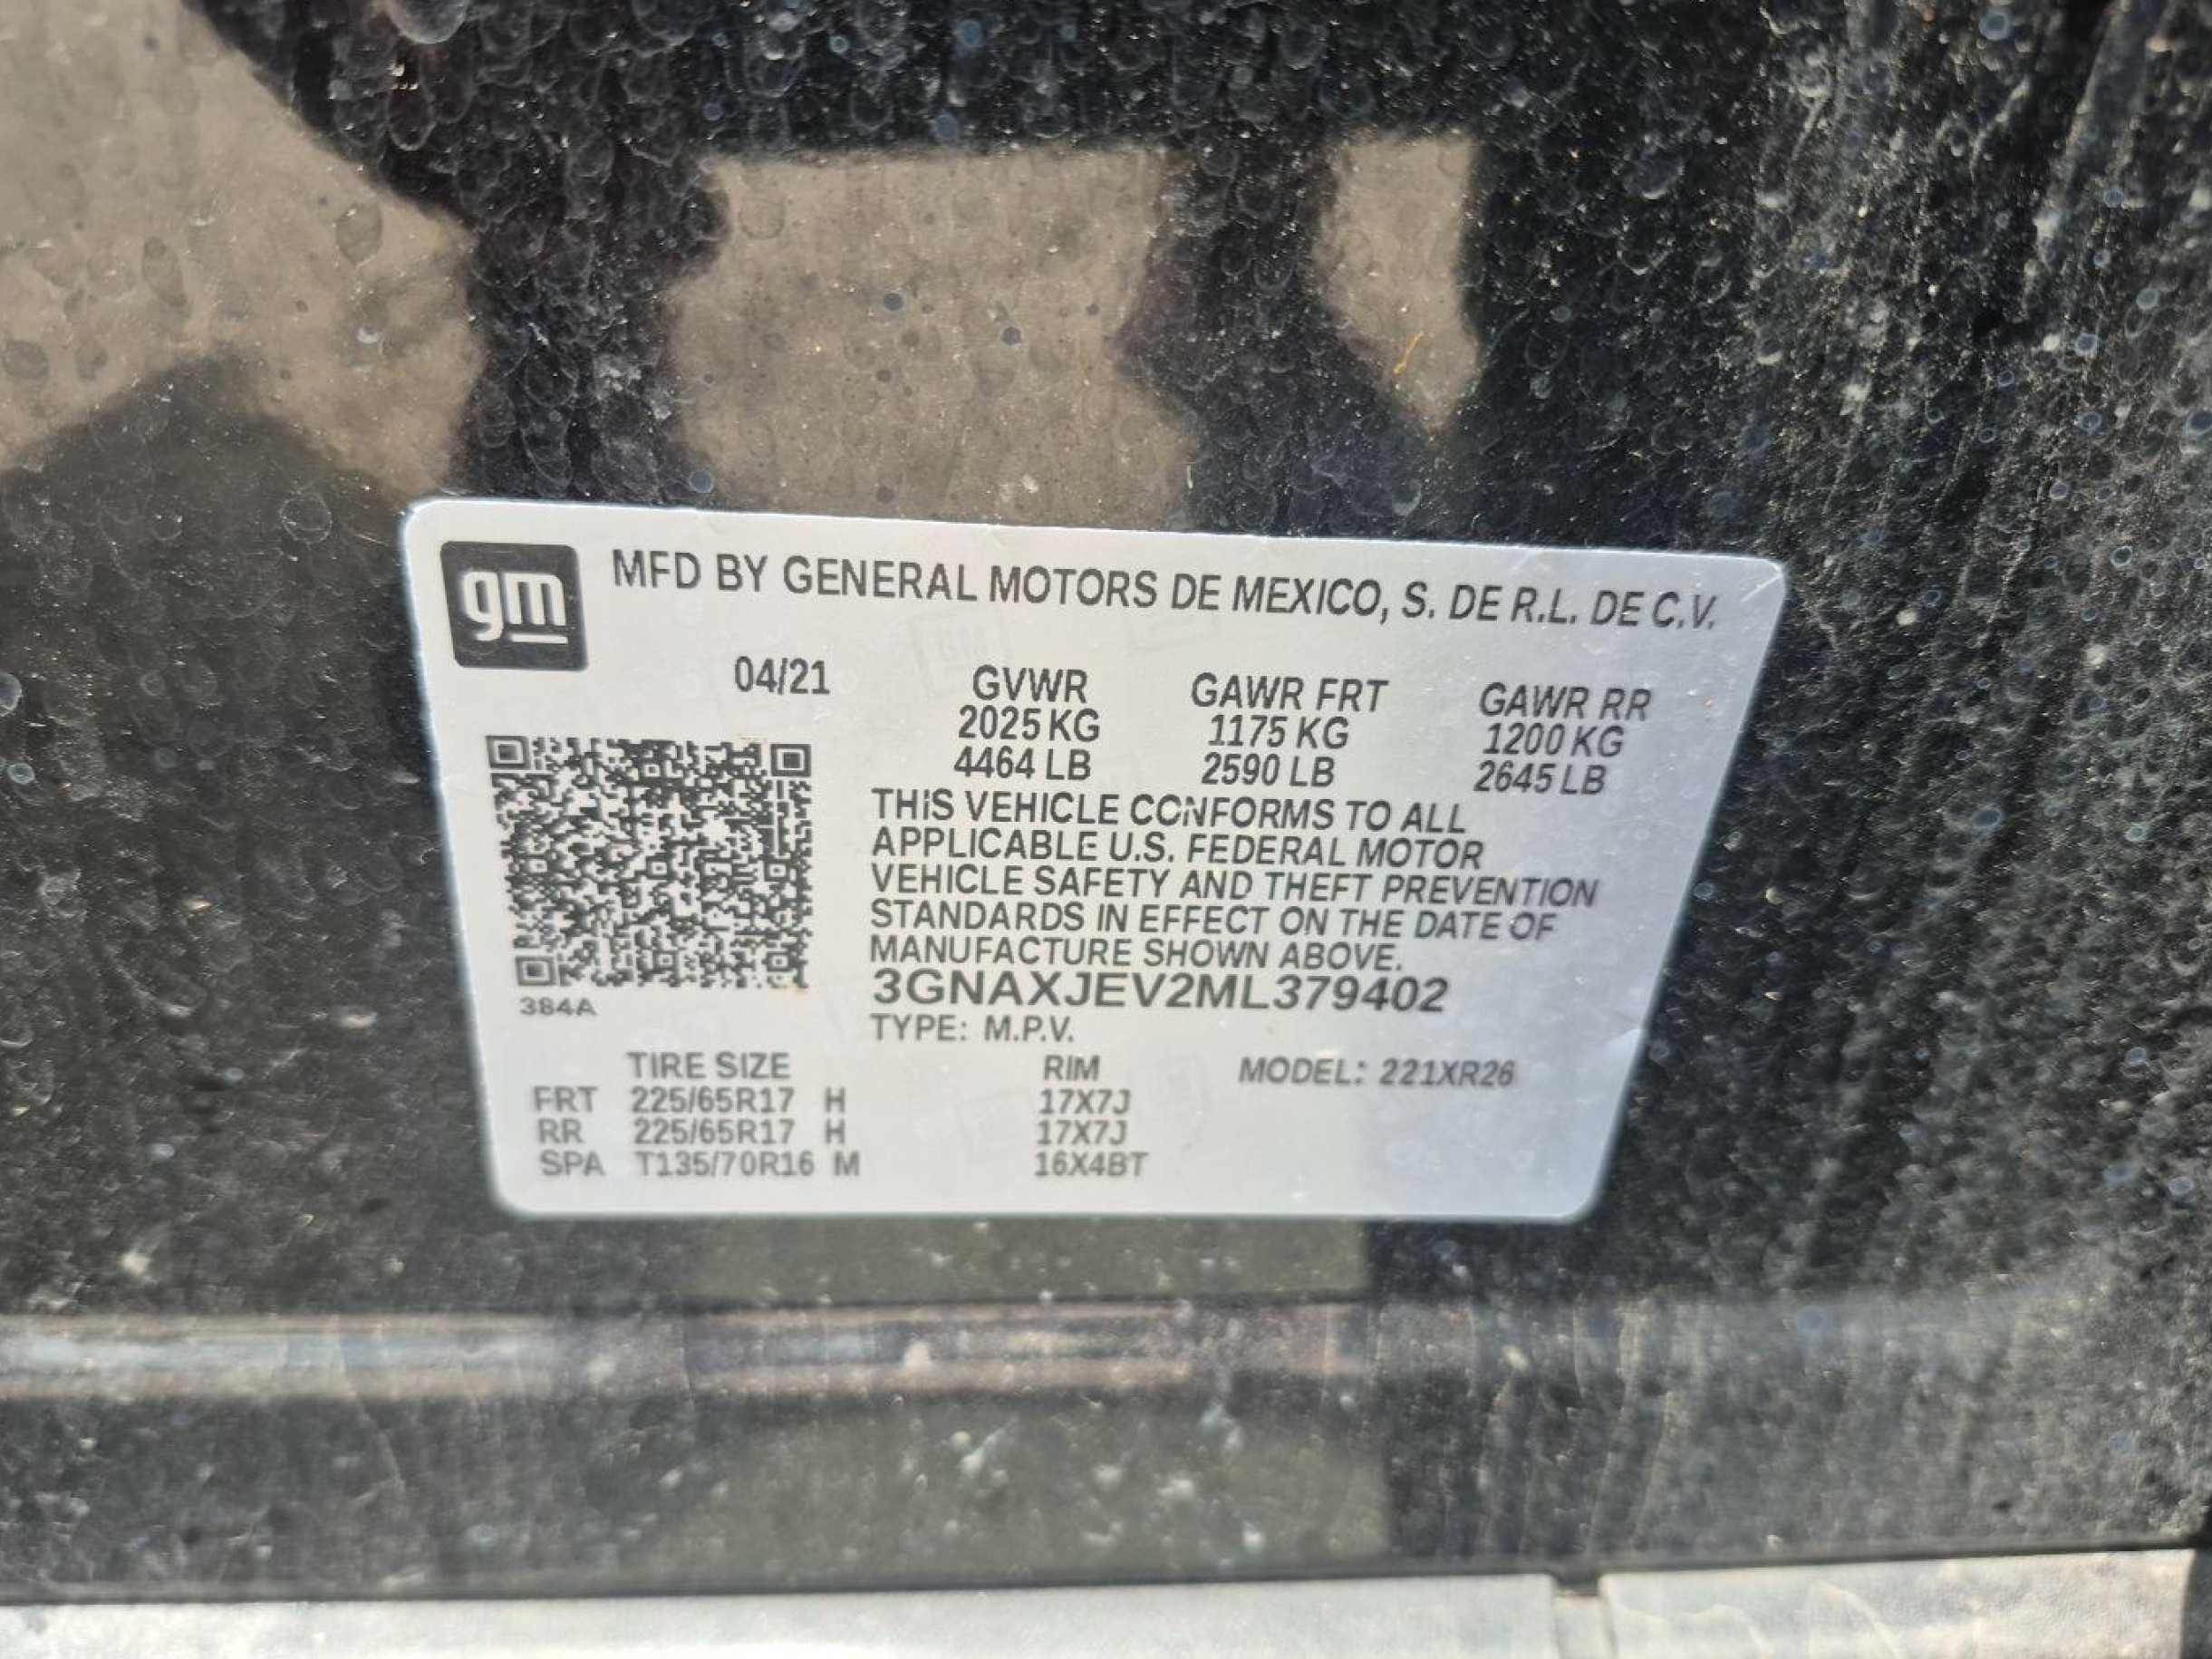 gm
MFD BY GENERAL MOTORS DE MEXICO, S. DE R.L. DE C.V.
04/21 GVWR GAWR FRT GAWR RR
2025 KG 1175 KG 1200 KG
4464 LB 2590 LB 2645 LB
THIS VEHICLE CONFORMS TO ALL
APPLICABLE U.S. FEDERAL MOTOR
VEHICLE SAFETY AND THEFT PREVENTION
STANDARDS IN EFFECT ON THE DATE OF
MANUFACTURE SHOWN ABOVE.
3GNAXJEV2ML379402
384A
TYPE: M.P.V.
TIRE SIZE RIM MODEL: 221XR26
FRT 225/65R17 H 17X7J
RR 225/65R17 H 17X7J
SPA T135/70R16 M 16X4BT